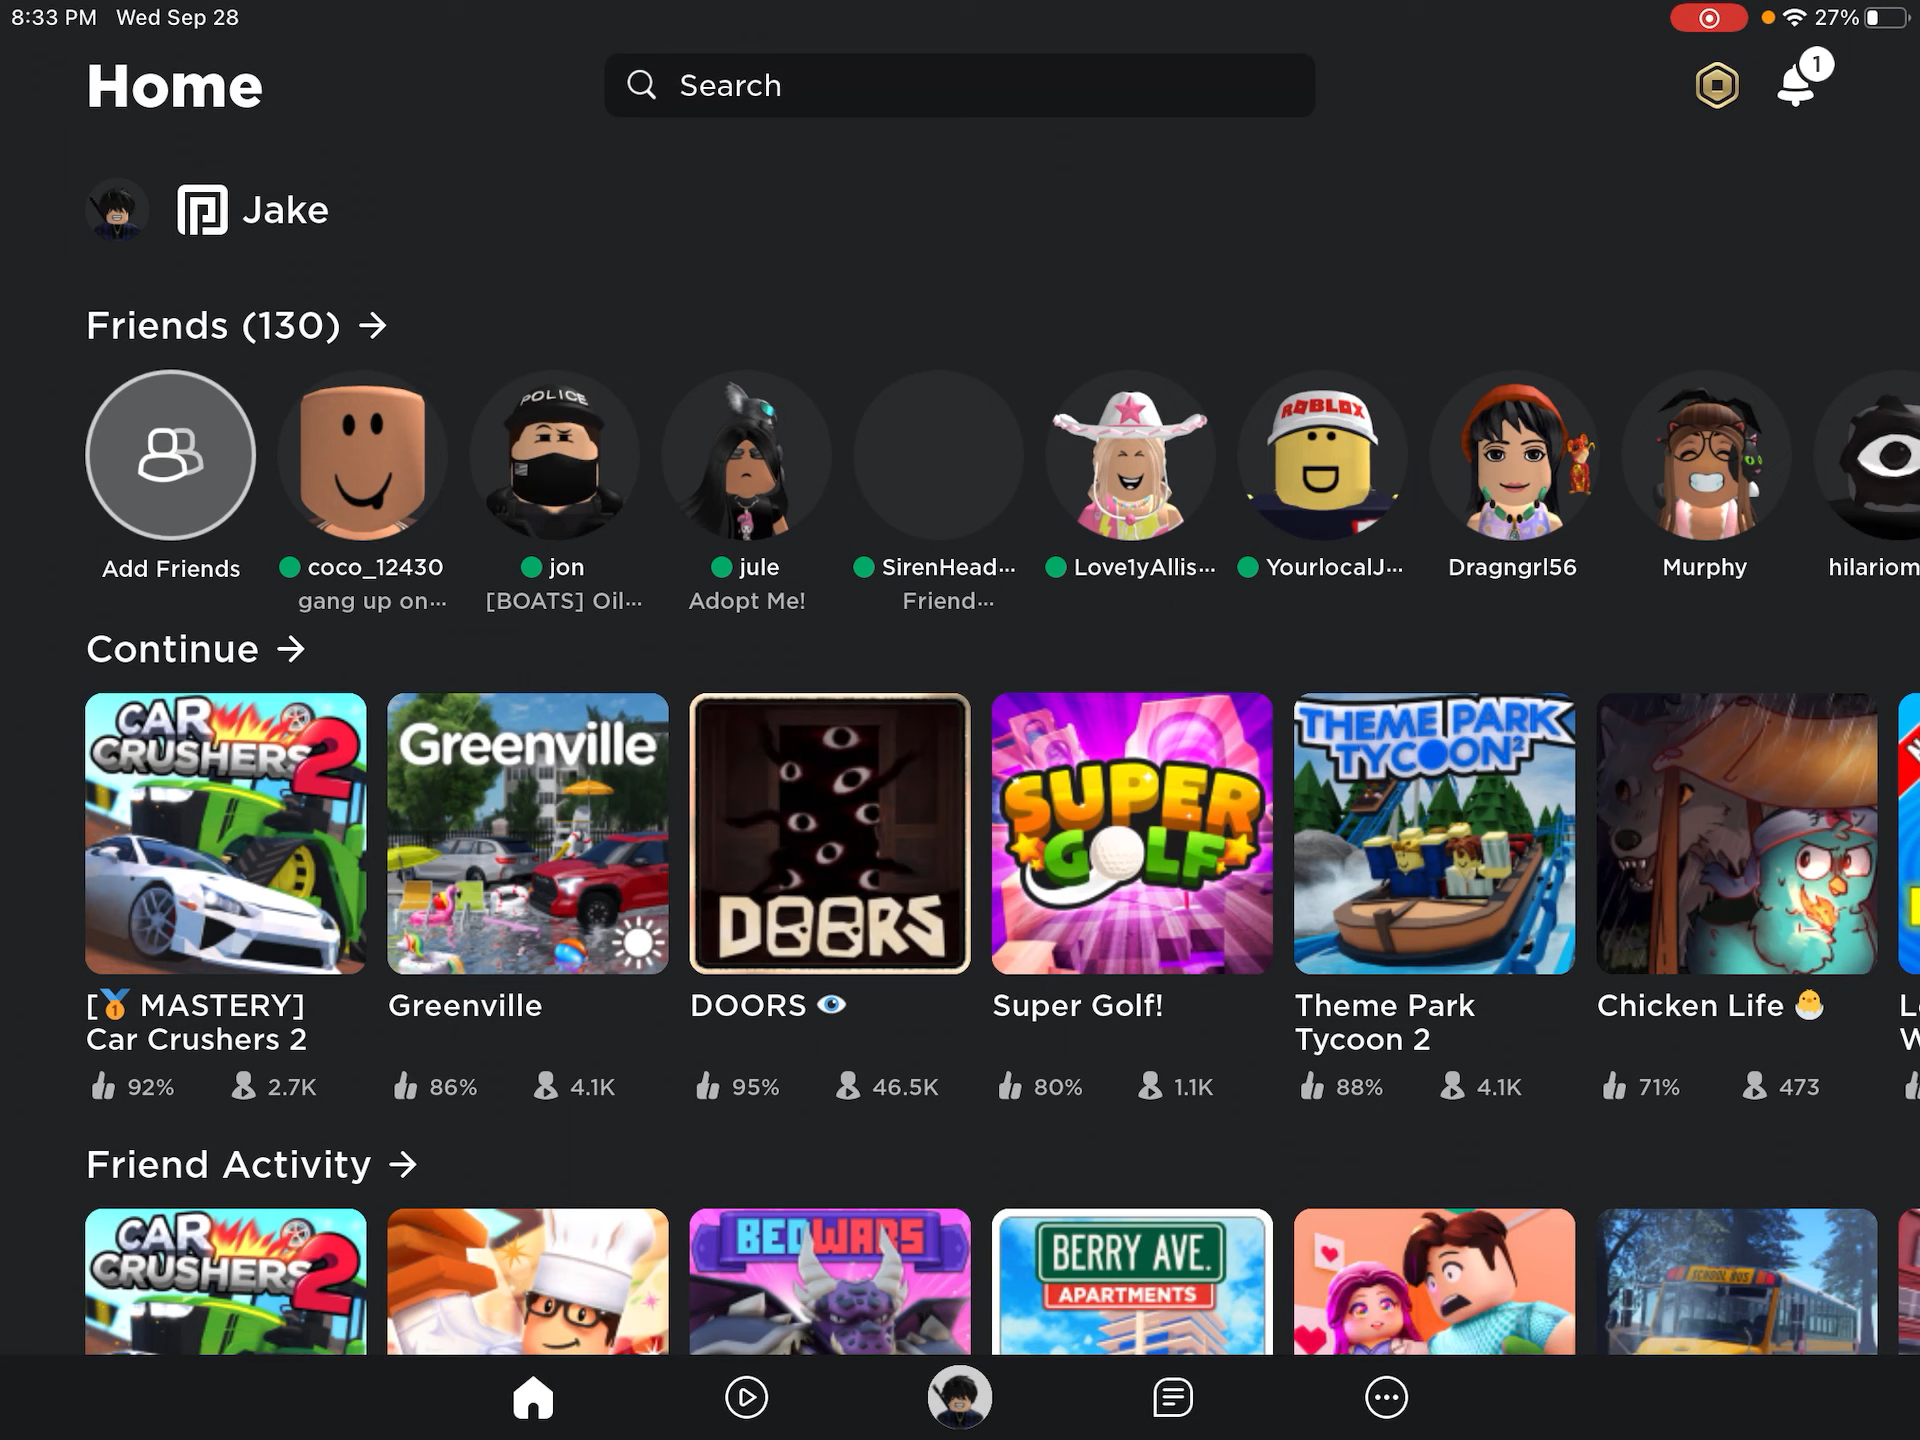 8:33 PM Wed Sep 28
27%
Home
Search
1
Jake
Friends (130)
POLICE
ROBLOX
Add Friends
coco_12430
jon
jule
SirenHead...
Love1yAllis...
YourlocalJ...
Dragngrl56
Murphy
hilariom
gang up on...
[BOATS] Oil...
Adopt Me!
Friend...
Continue
CAR
CRUSHERS 2
Greenville
DOORS
SUPER
GOLF
THEME PARK
TYCOON²
[🥇 MASTERY]
Car Crushers 2
Greenville
DOORS 👁️
Super Golf!
Theme Park
Tycoon 2
Chicken Life 🐣
92%
2.7K
86%
4.1K
95%
46.5K
80%
1.1K
88%
4.1K
71%
473
Friend Activity
CAR
CRUSHERS 2
BEDWARS
BERRY AVE.
APARTMENTS
SCHOOL BUS